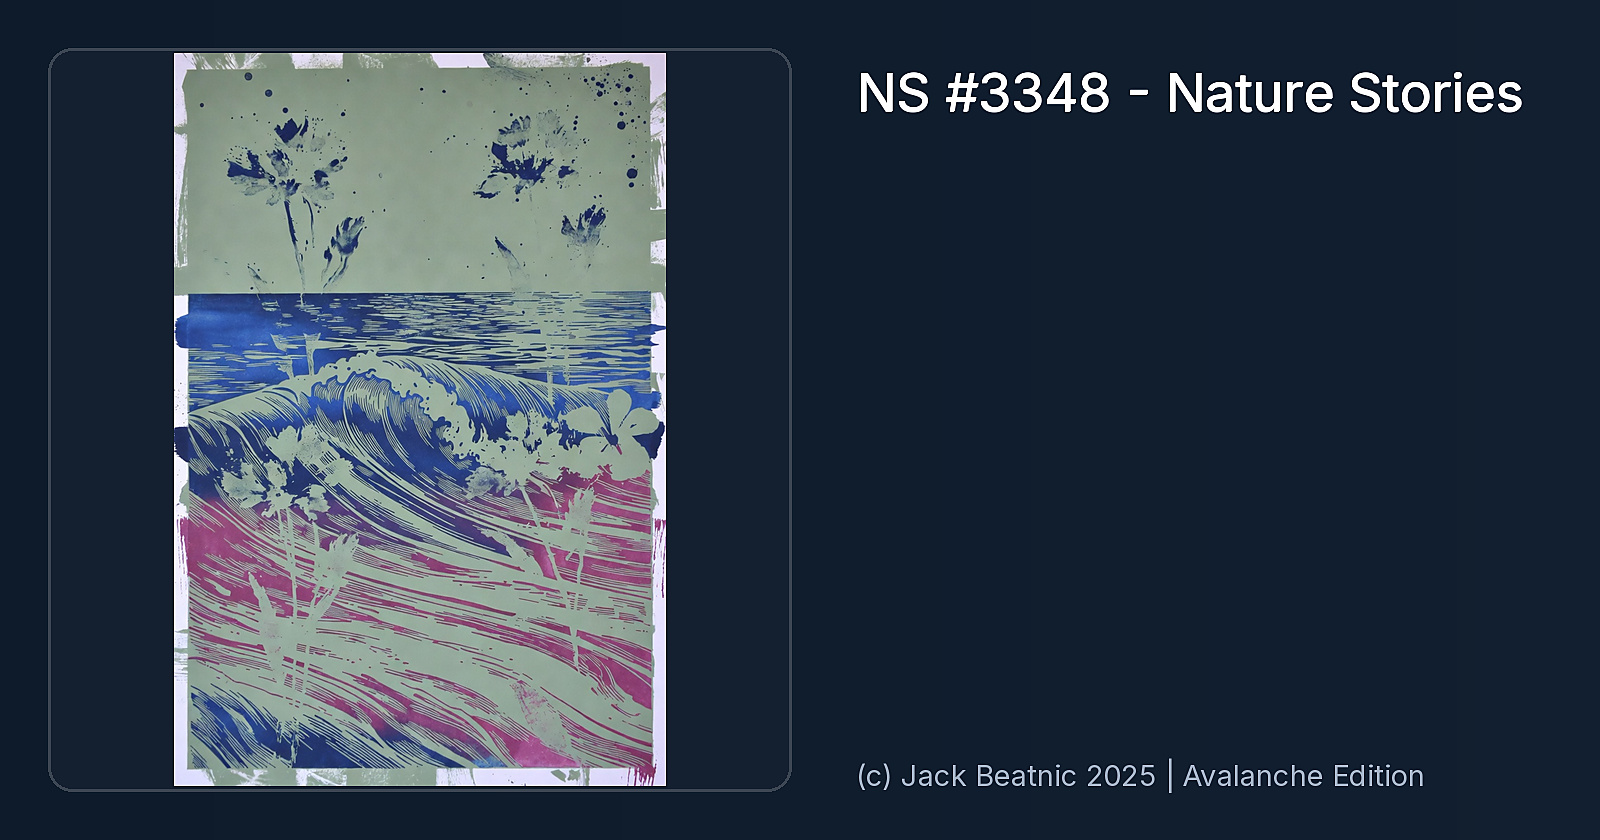 NS #3348 - Nature Stories
(c) Jack Beatnic 2025 | Avalanche Edition